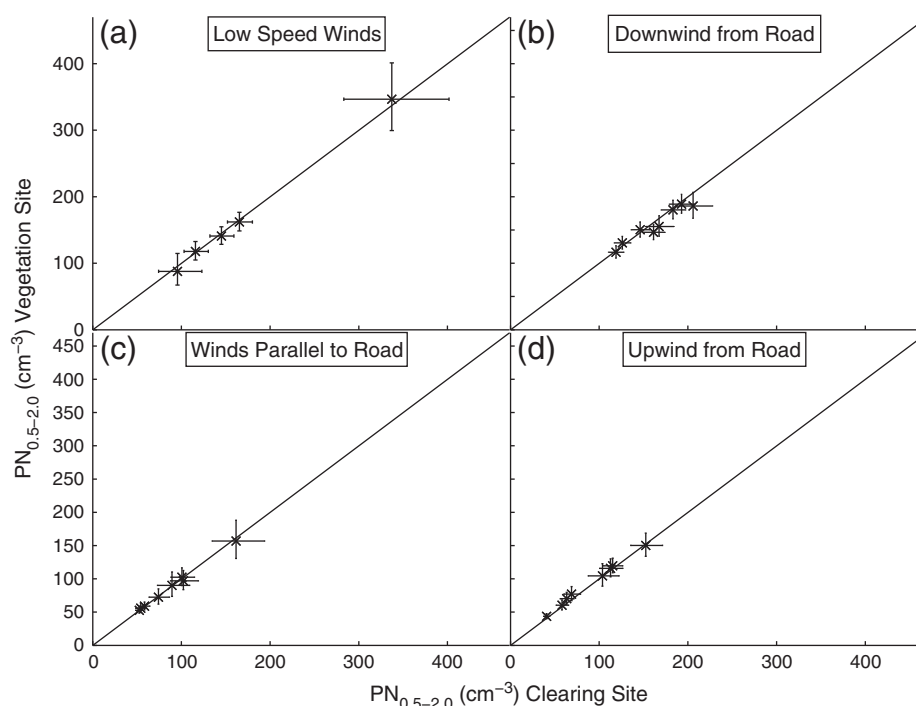 (a)
Low Speed Winds
(b)
Downwind from Road
400
300
200
100
0
(c)
Winds Parallel to Road
(d)
Upwind from Road
450
400
350
300
250
200
150
100
50
0
0 100 200 300 400 0 100 200 300 400
PN0.5–2.0 (cm−3) Vegetation Site
PN0.5–2.0 (cm−3) Clearing Site